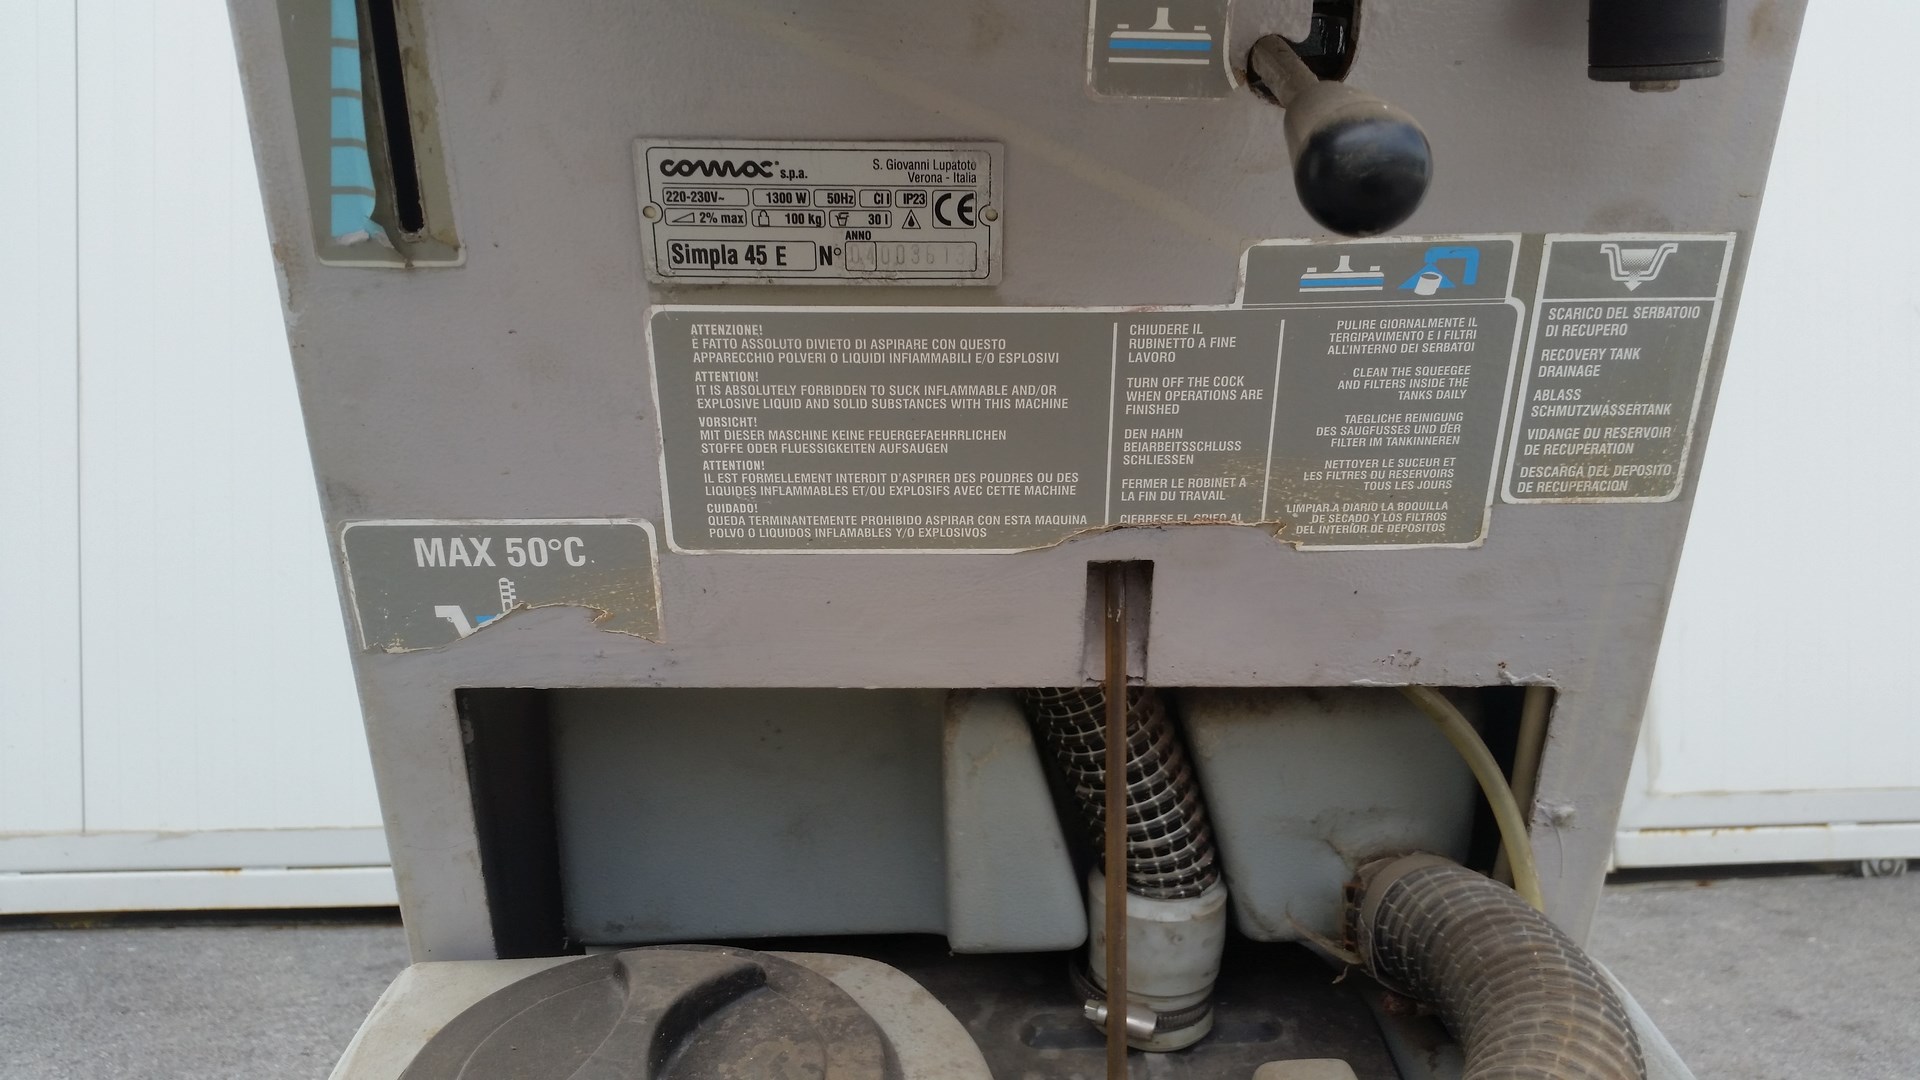 comac s.p.a.
S. Giovanni Lupatoto
Verona - Italia
220-230V~ 1300 W 50Hz Cl I IP23 CE
2% max 100 Kg 30 l
ANNO
Simpla 45 E N°
ATTENZIONE!
È FATTO ASSOLUTO DIVIETO DI ASPIRARE CON QUESTO
APPARECCHIO POLVERI O LIQUIDI INFIAMMABILI E/O ESPLOSIVI
ATTENTION!
IT IS ABSOLUTELY FORBIDDEN TO SUCK INFLAMMABLE AND/OR
EXPLOSIVE LIQUID AND SOLID SUBSTANCES WITH THIS MACHINE
VORSICHT!
MIT DIESER MASCHINE KEINE FEUERGEFAEHRRLICHEN
STOFFE ODER FLUESSIGKEITEN AUFSAUGEN
ATTENTION!
IL EST FORMELLEMENT INTERDIT D'ASPIRER DES POUDRES OU DES
LIQUIDES INFLAMMABLES ET/OU EXPLOSIFS AVEC CETTE MACHINE
CUIDADO!
QUEDA TERMINANTEMENTE PROHIBIDO ASPIRAR CON ESTA MAQUINA
POLVO O LIQUIDOS INFLAMABLES Y/O EXPLOSIVOS
CHIUDERE IL
RUBINETTO A FINE
LAVORO
TURN OFF THE COCK
WHEN OPERATIONS ARE
FINISHED
DEN HAHN
BEIARBEITSSCHLUSS
SCHLIESSEN
FERMER LE ROBINET A
LA FIN DU TRAVAIL
CIERRESE EL GRIFO AL
PULIRE GIORNALMENTE IL
TERGIPAVIMENTO E I FILTRI
ALL'INTERNO DEI SERBATOI
CLEAN THE SQUEEGEE
AND FILTERS INSIDE THE
TANKS DAILY
TAEGLICHE REINIGUNG
DES SAUGFUSSES UND DER
FILTER IM TANKINNEREN
NETTOYER LE SUCEUR ET
LES FILTRES DU RESERVOIRS
TOUS LES JOURS
LIMPIAR A DIARIO LA BOQUILLA
DE SECADO Y LOS FILTROS
DEL INTERIOR DE DEPOSITOS
SCARICO DEL SERBATOIO
DI RECUPERO
RECOVERY TANK
DRAINAGE
ABLASS
SCHMUTZWASSERTANK
VIDANGE DU RESERVOIR
DE RECUPERATION
DESCARGA DEL DEPOSITO
DE RECUPERACION
MAX 50°C